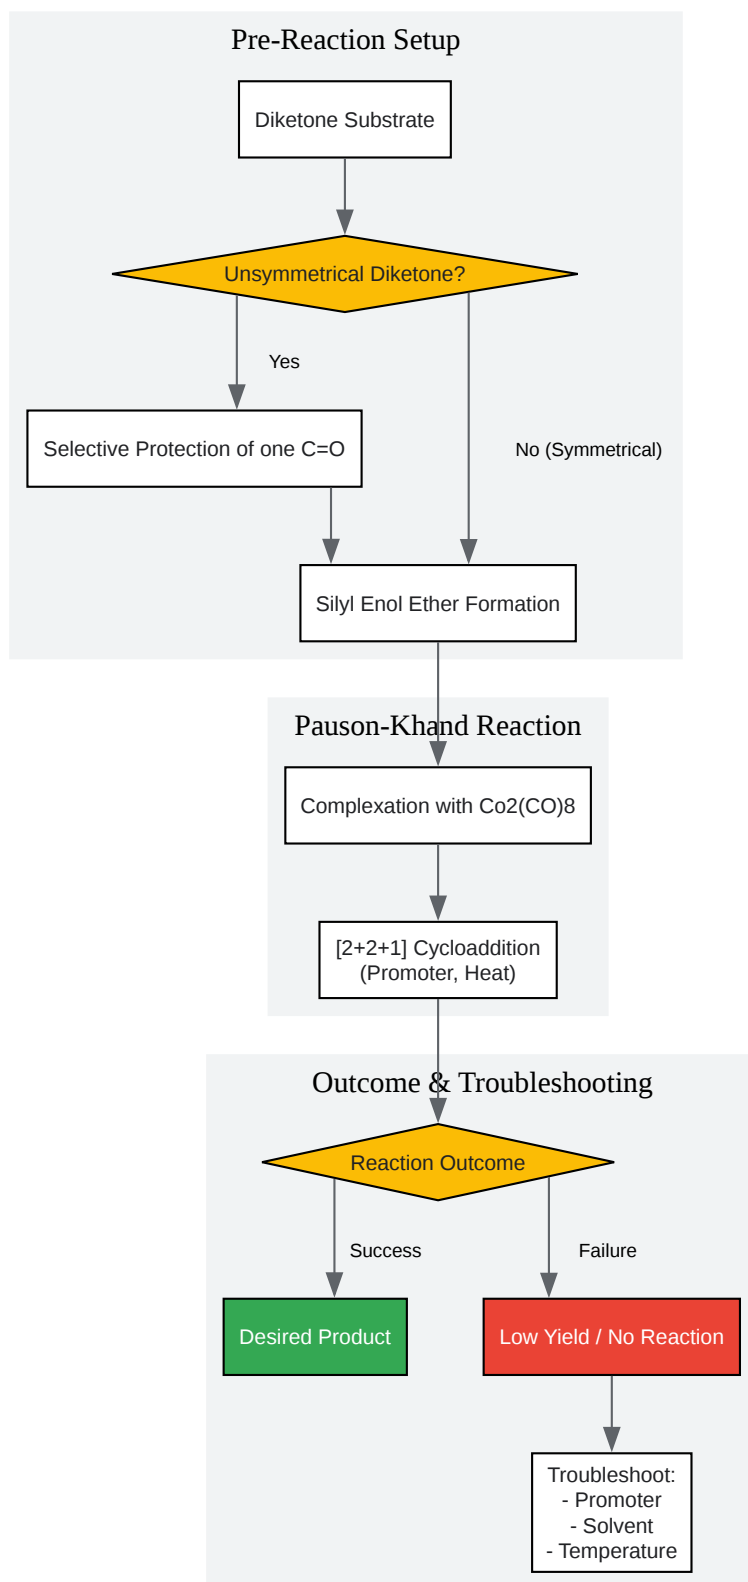 Pre-Reaction Setup
Diketone Substrate
Unsymmetrical Diketone?
Yes
Selective Protection of one C=O
No (Symmetrical)
Silyl Enol Ether Formation
Pauson-Khand Reaction
Complexation with Co2(CO)8
[2+2+1] Cycloaddition
(Promoter, Heat)
Outcome & Troubleshooting
Reaction Outcome
Success
Failure
Desired Product
Low Yield / No Reaction
Troubleshoot:
- Promoter
- Solvent
- Temperature